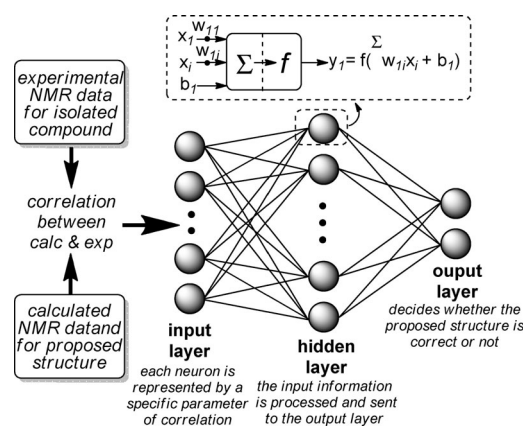 x1 w11
xi w1i
b1
Σ f
y1= f( Σ w1ixi + b1)
experimental
NMR data
for isolated
compound
correlation
between
calc & exp
calculated
NMR datand
for proposed
structure
input
layer
each neuron is
represented by a
specific parameter
of correlation
hidden
layer
the input information
is processed and sent
to the output layer
ouput
layer
decides whether the
proposed structure is
correct or not